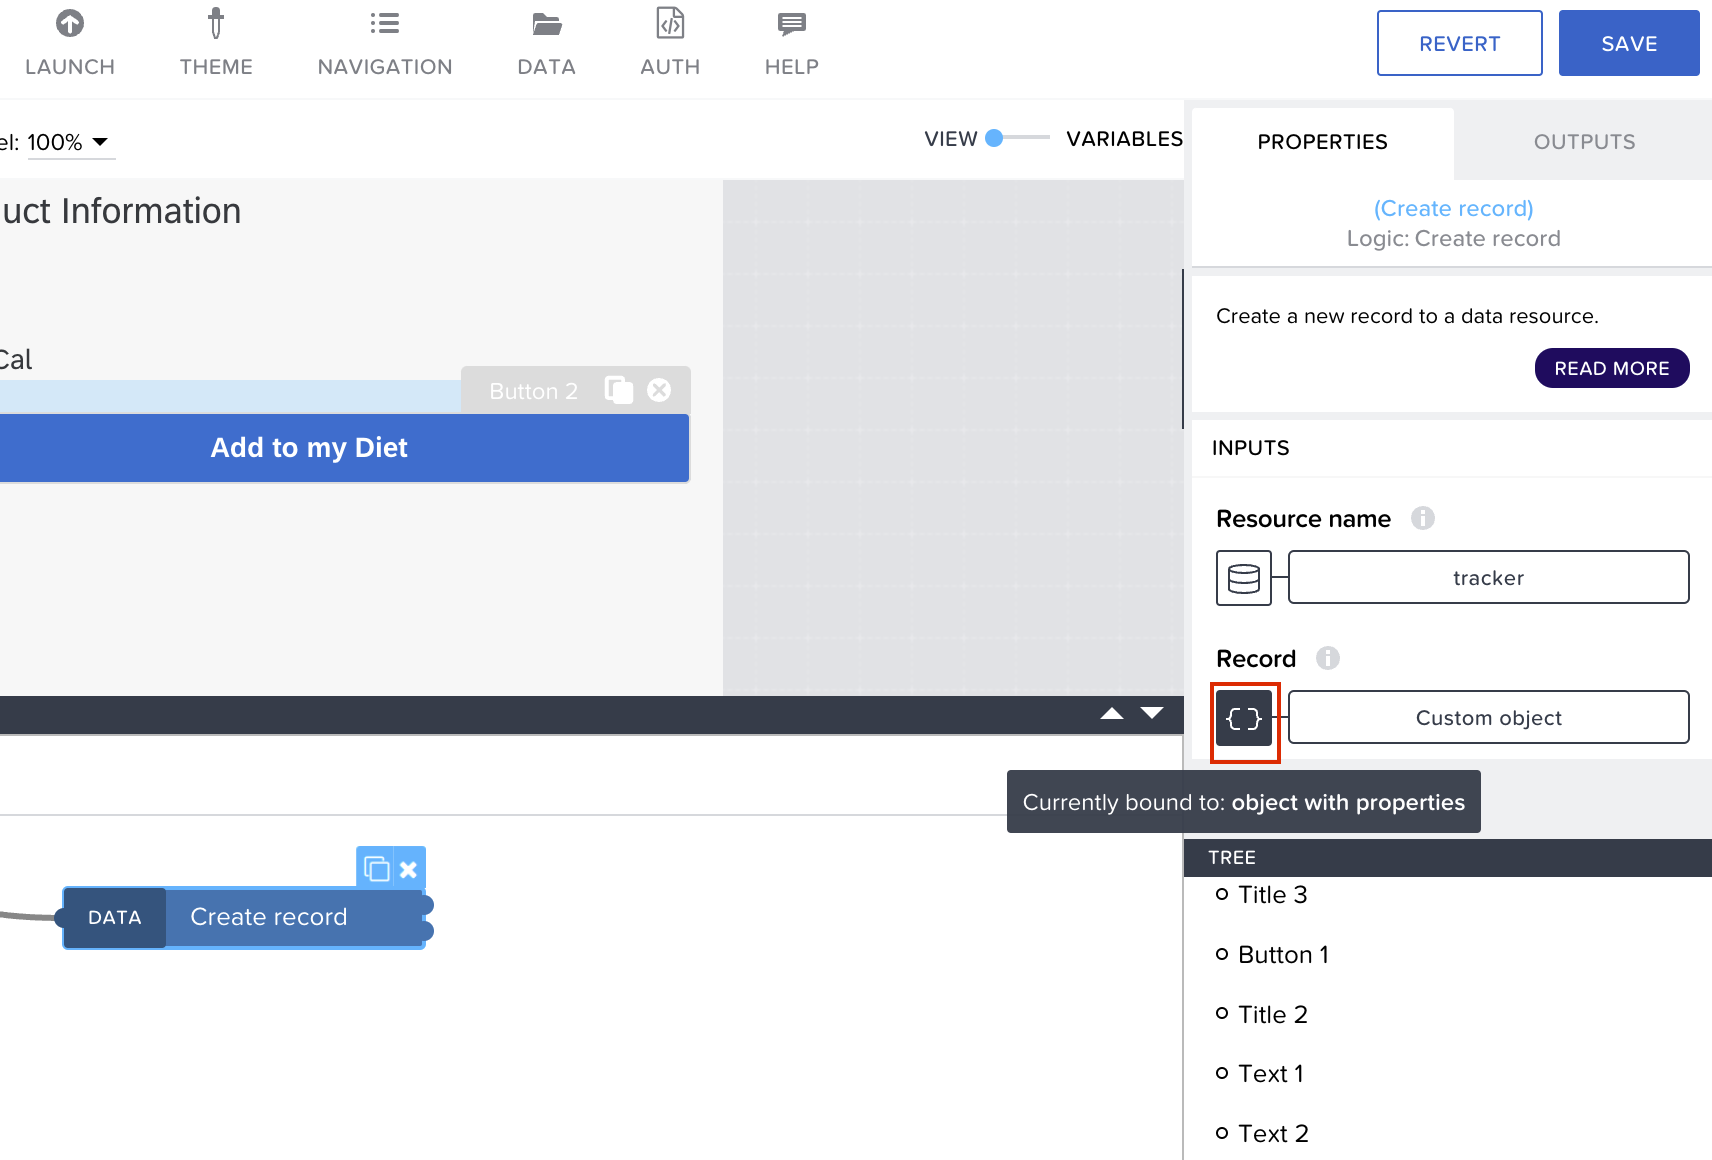 LAUNCH
THEME
NAVIGATION
DATA
AUTH
HELP
REVERT
SAVE
el: 100%
VIEW
VARIABLES
PROPERTIES
OUTPUTS
uct Information
(Create record)
Logic: Create record
Create a new record to a data resource.
READ MORE
Cal
Button 2
Add to my Diet
INPUTS
Resource name
tracker
Record
{ }
Custom object
Currently bound to: object with properties
TREE
Title 3
Button 1
Title 2
Text 1
Text 2
DATA
Create record